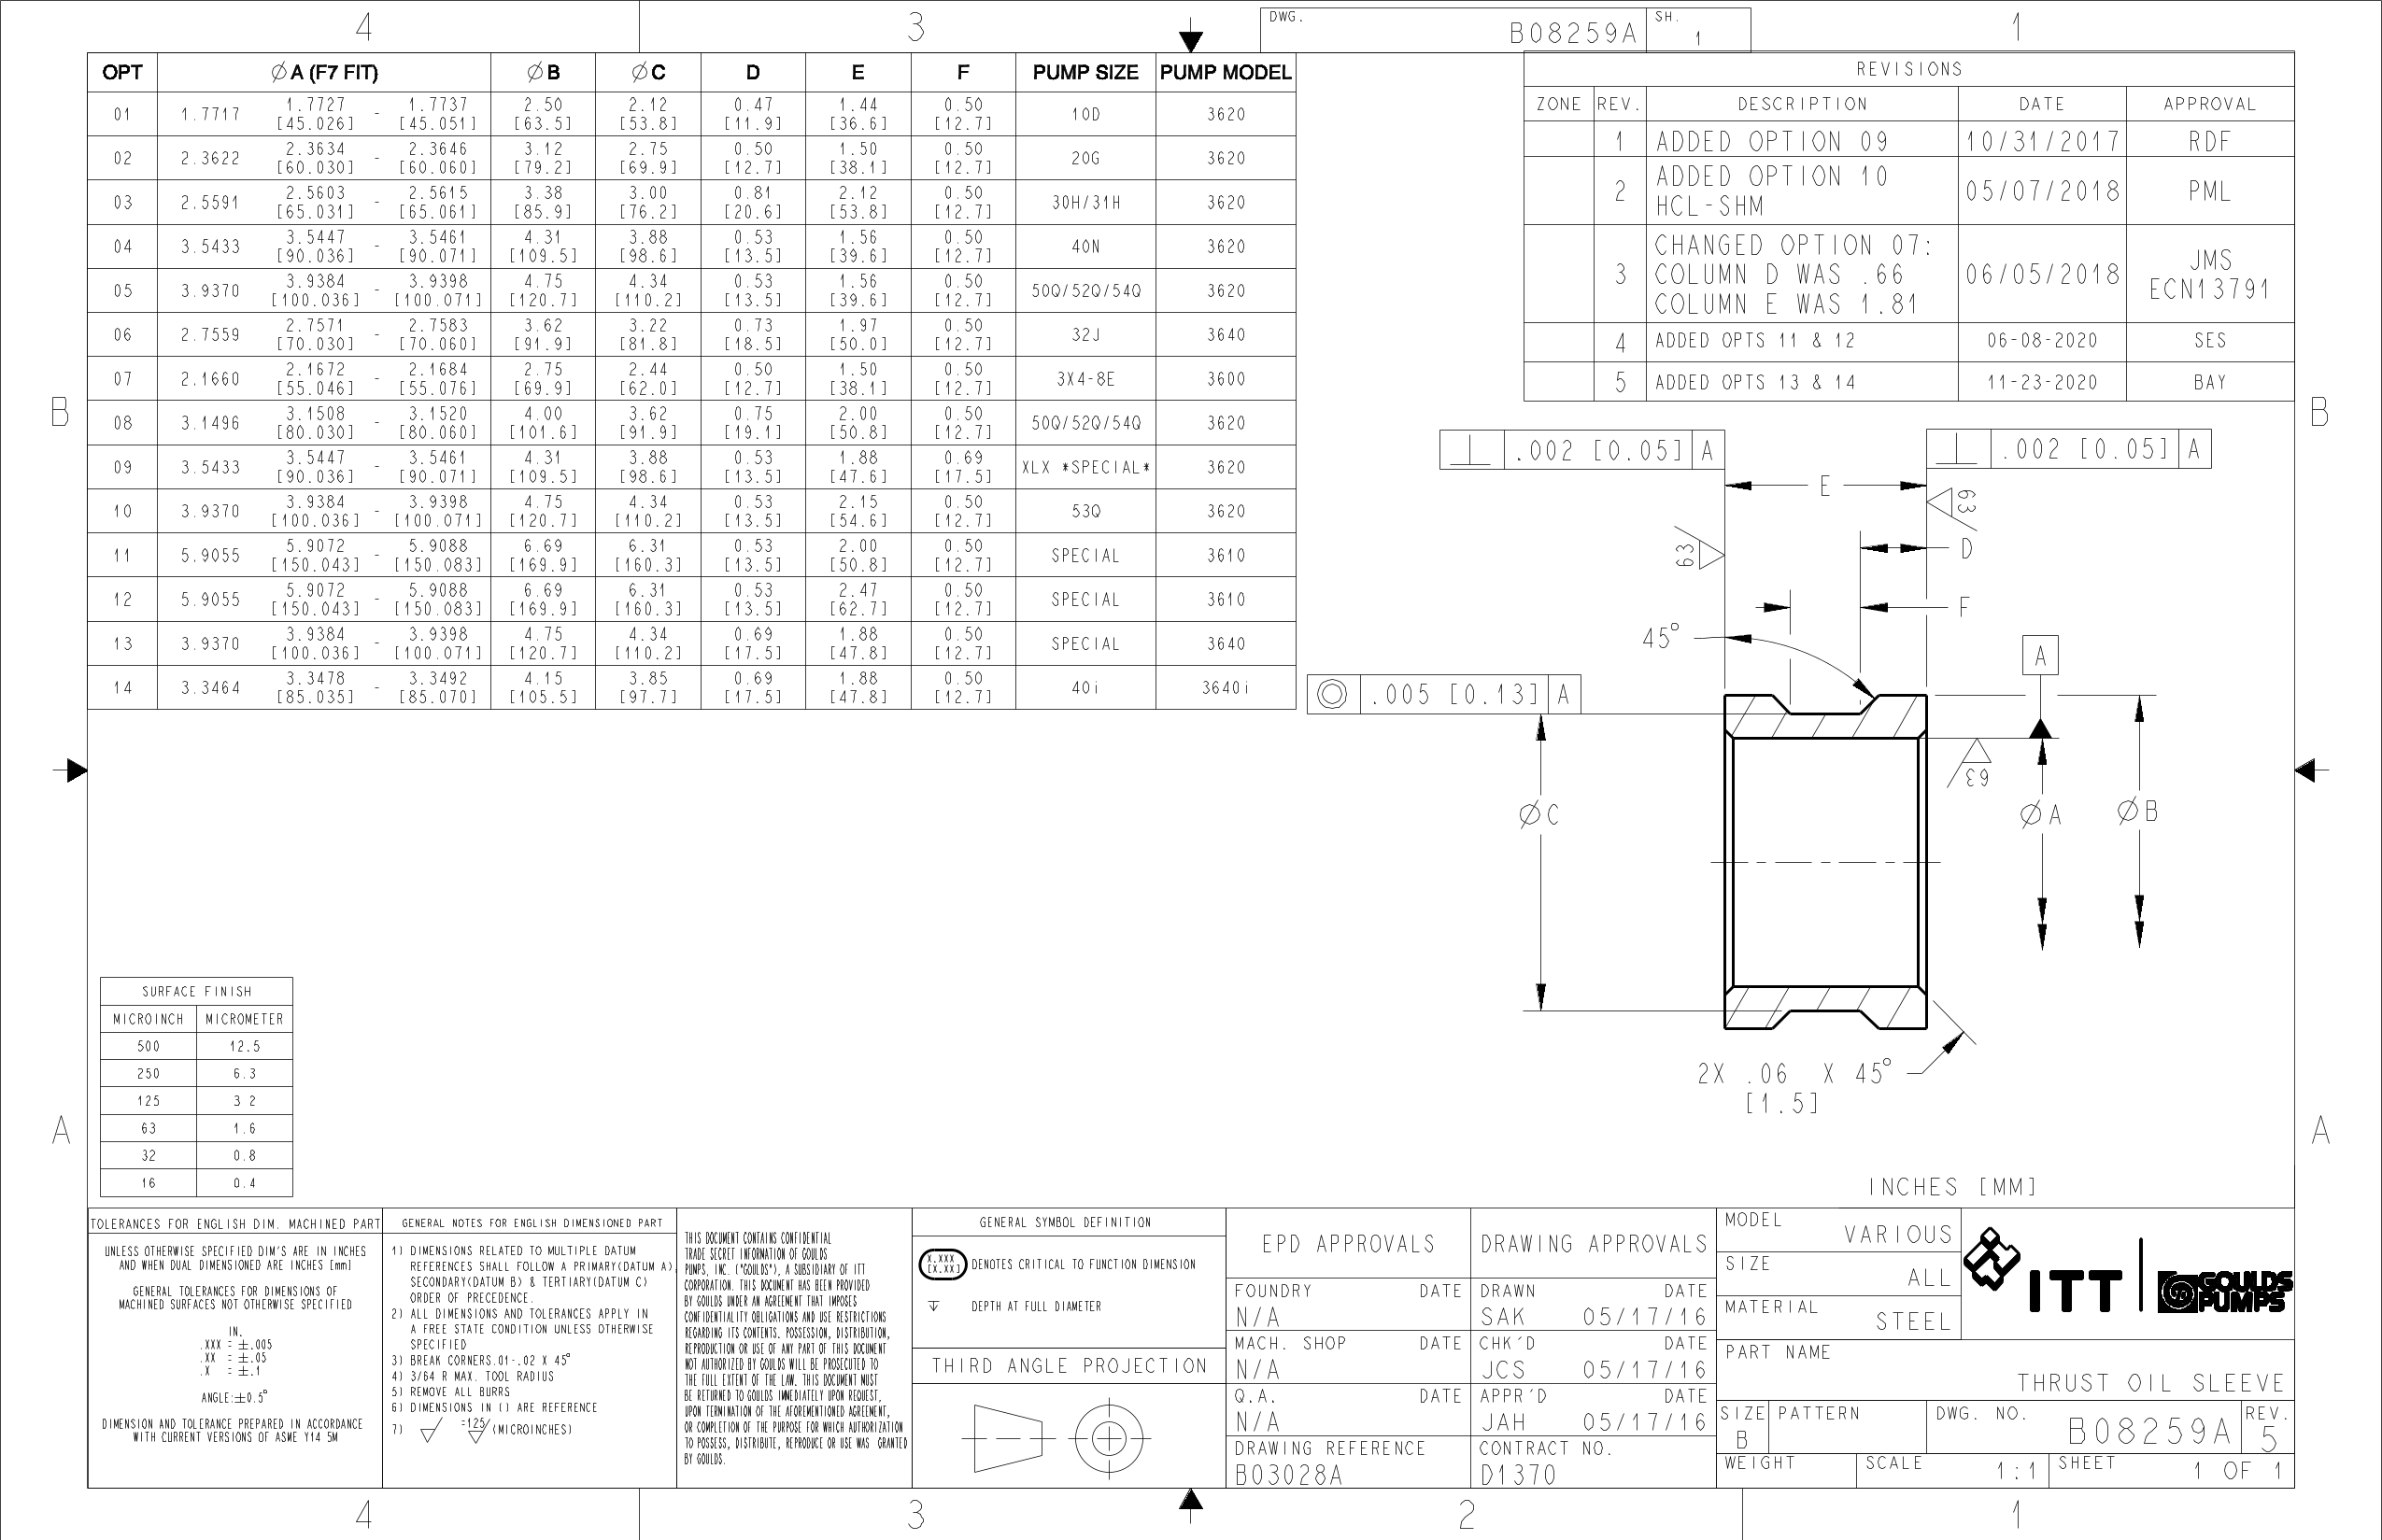 4 3 1
DWG. B08259A SH. 1
OPT ∅A (F7 FIT) ∅B ∅C D E F PUMP SIZE PUMP MODEL
01 1.7717 1.7727 [45.026] - 1.7737 [45.051] 2.50 [63.5] 2.12 [53.8] 0.47 [11.9] 1.44 [36.6] 0.50 [12.7] 10D 3620
02 2.3622 2.3634 [60.030] - 2.3646 [60.060] 3.12 [79.2] 2.75 [69.9] 0.50 [12.7] 1.50 [38.1] 0.50 [12.7] 20G 3620
03 2.5591 2.5603 [65.031] - 2.5615 [65.061] 3.38 [85.9] 3.00 [76.2] 0.81 [20.6] 2.12 [53.8] 0.50 [12.7] 30H/31H 3620
04 3.5433 3.5447 [90.036] - 3.5461 [90.071] 4.31 [109.5] 3.88 [98.6] 0.53 [13.5] 1.56 [39.6] 0.50 [12.7] 40N 3620
05 3.9370 3.9384 [100.036] - 3.9398 [100.071] 4.75 [120.7] 4.34 [110.2] 0.53 [13.5] 1.56 [39.6] 0.50 [12.7] 50Q/52Q/54Q 3620
06 2.7559 2.7571 [70.030] - 2.7583 [70.060] 3.62 [91.9] 3.22 [81.8] 0.73 [18.5] 1.97 [50.0] 0.50 [12.7] 32J 3640
07 2.1660 2.1672 [55.046] - 2.1684 [55.076] 2.75 [69.9] 2.44 [62.0] 0.50 [12.7] 1.50 [38.1] 0.50 [12.7] 3X4-8E 3600
08 3.1496 3.1508 [80.030] - 3.1520 [80.060] 4.00 [101.6] 3.62 [91.9] 0.75 [19.1] 2.00 [50.8] 0.50 [12.7] 50Q/52Q/54Q 3620
09 3.5433 3.5447 [90.036] - 3.5461 [90.071] 4.31 [109.5] 3.88 [98.6] 0.53 [13.5] 1.88 [47.6] 0.69 [17.5] XLX *SPECIAL* 3620
10 3.9370 3.9384 [100.036] - 3.9398 [100.071] 4.75 [120.7] 4.34 [110.2] 0.53 [13.5] 2.15 [54.6] 0.50 [12.7] 53Q 3620
11 5.9055 5.9072 [150.043] - 5.9088 [150.083] 6.69 [169.9] 6.31 [160.3] 0.53 [13.5] 2.00 [50.8] 0.50 [12.7] SPECIAL 3610
12 5.9055 5.9072 [150.043] - 5.9088 [150.083] 6.69 [169.9] 6.31 [160.3] 0.53 [13.5] 2.47 [62.7] 0.50 [12.7] SPECIAL 3610
13 3.9370 3.9384 [100.036] - 3.9398 [100.071] 4.75 [120.7] 4.34 [110.2] 0.69 [17.5] 1.88 [47.8] 0.50 [12.7] SPECIAL 3640
14 3.3464 3.3478 [85.035] - 3.3492 [85.070] 4.15 [105.5] 3.85 [97.7] 0.69 [17.5] 1.88 [47.8] 0.50 [12.7] 40i 3640i
REVISIONS
ZONE REV. DESCRIPTION DATE APPROVAL
1 ADDED OPTION 09 10/31/2017 RDF
2 ADDED OPTION 10
HCL-SHM 05/07/2018 PML
3 CHANGED OPTION 07:
COLUMN D WAS .66
COLUMN E WAS 1.81 06/05/2018 JMS
ECN13791
4 ADDED OPTS 11 & 12 06-08-2020 SES
5 ADDED OPTS 13 & 14 11-23-2020 BAY
B B
⊥ .002 [0.05] A
⊥ .002 [0.05] A
E
63
63
D
F
45°
A
◎ .005 [0.13] A
63
∅C
∅A
∅B
2X .06 X 45°
[1.5]
A A
SURFACE FINISH
MICROINCH MICROMETER
500 12.5
250 6.3
125 3 2
63 1.6
32 0.8
16 0.4
INCHES [MM]
TOLERANCES FOR ENGLISH DIM. MACHINED PART
UNLESS OTHERWISE SPECIFIED DIM'S ARE IN INCHES
AND WHEN DUAL DIMENSIONED ARE INCHES [mm]
GENERAL TOLERANCES FOR DIMENSIONS OF
MACHINED SURFACES NOT OTHERWISE SPECIFIED
IN.
.XXX = ±.005
.XX = ±.05
.X = ±.1
ANGLE:±0.5°
DIMENSION AND TOLERANCE PREPARED IN ACCORDANCE
WITH CURRENT VERSIONS OF ASME Y14 5M
GENERAL NOTES FOR ENGLISH DIMENSIONED PART
1) DIMENSIONS RELATED TO MULTIPLE DATUM
REFERENCES SHALL FOLLOW A PRIMARY(DATUM A),
SECONDARY(DATUM B) & TERTIARY(DATUM C)
ORDER OF PRECEDENCE.
2) ALL DIMENSIONS AND TOLERANCES APPLY IN
A FREE STATE CONDITION UNLESS OTHERWISE
SPECIFIED
3) BREAK CORNERS.01-.02 X 45°
4) 3/64 R MAX. TOOL RADIUS
5) REMOVE ALL BURRS
6) DIMENSIONS IN () ARE REFERENCE
7) =125 (MICROINCHES)
THIS DOCUMENT CONTAINS CONFIDENTIAL
TRADE SECRET INFORMATION OF GOULDS
PUMPS, INC. ("GOULDS"), A SUBSIDIARY OF ITT
CORPORATION. THIS DOCUMENT HAS BEEN PROVIDED
BY GOULDS UNDER AN AGREEMENT THAT IMPOSES
CONFIDENTIALITY OBLIGATIONS AND USE RESTRICTIONS
REGARDING ITS CONTENTS. POSSESSION, DISTRIBUTION,
REPRODUCTION OR USE OF ANY PART OF THIS DOCUMENT
NOT AUTHORIZED BY GOULDS WILL BE PROSECUTED TO
THE FULL EXTENT OF THE LAW. THIS DOCUMENT MUST
BE RETURNED TO GOULDS IMMEDIATELY UPON REQUEST,
UPON TERMINATION OF THE AFOREMENTIONED AGREEMENT,
OR COMPLETION OF THE PURPOSE FOR WHICH AUTHORIZATION
TO POSSESS, DISTRIBUTE, REPRODUCE OR USE WAS GRANTED
BY GOULDS.
GENERAL SYMBOL DEFINITION
X.XXX
[X.XX] DENOTES CRITICAL TO FUNCTION DIMENSION
DEPTH AT FULL DIAMETER
THIRD ANGLE PROJECTION
EPD APPROVALS
FOUNDRY DATE
N/A
MACH. SHOP DATE
N/A
Q.A. DATE
N/A
DRAWING REFERENCE
B03028A
DRAWING APPROVALS
DRAWN DATE
SAK 05/17/16
CHK'D DATE
JCS 05/17/16
APPR'D DATE
JAH 05/17/16
CONTRACT NO.
D1370
MODEL VARIOUS
SIZE ALL
MATERIAL STEEL
ITT
GOULDS PUMPS
PART NAME
THRUST OIL SLEEVE
SIZE B PATTERN DWG. NO. B08259A REV. 5
WEIGHT SCALE 1:1 SHEET 1 OF 1
4 3 2 1